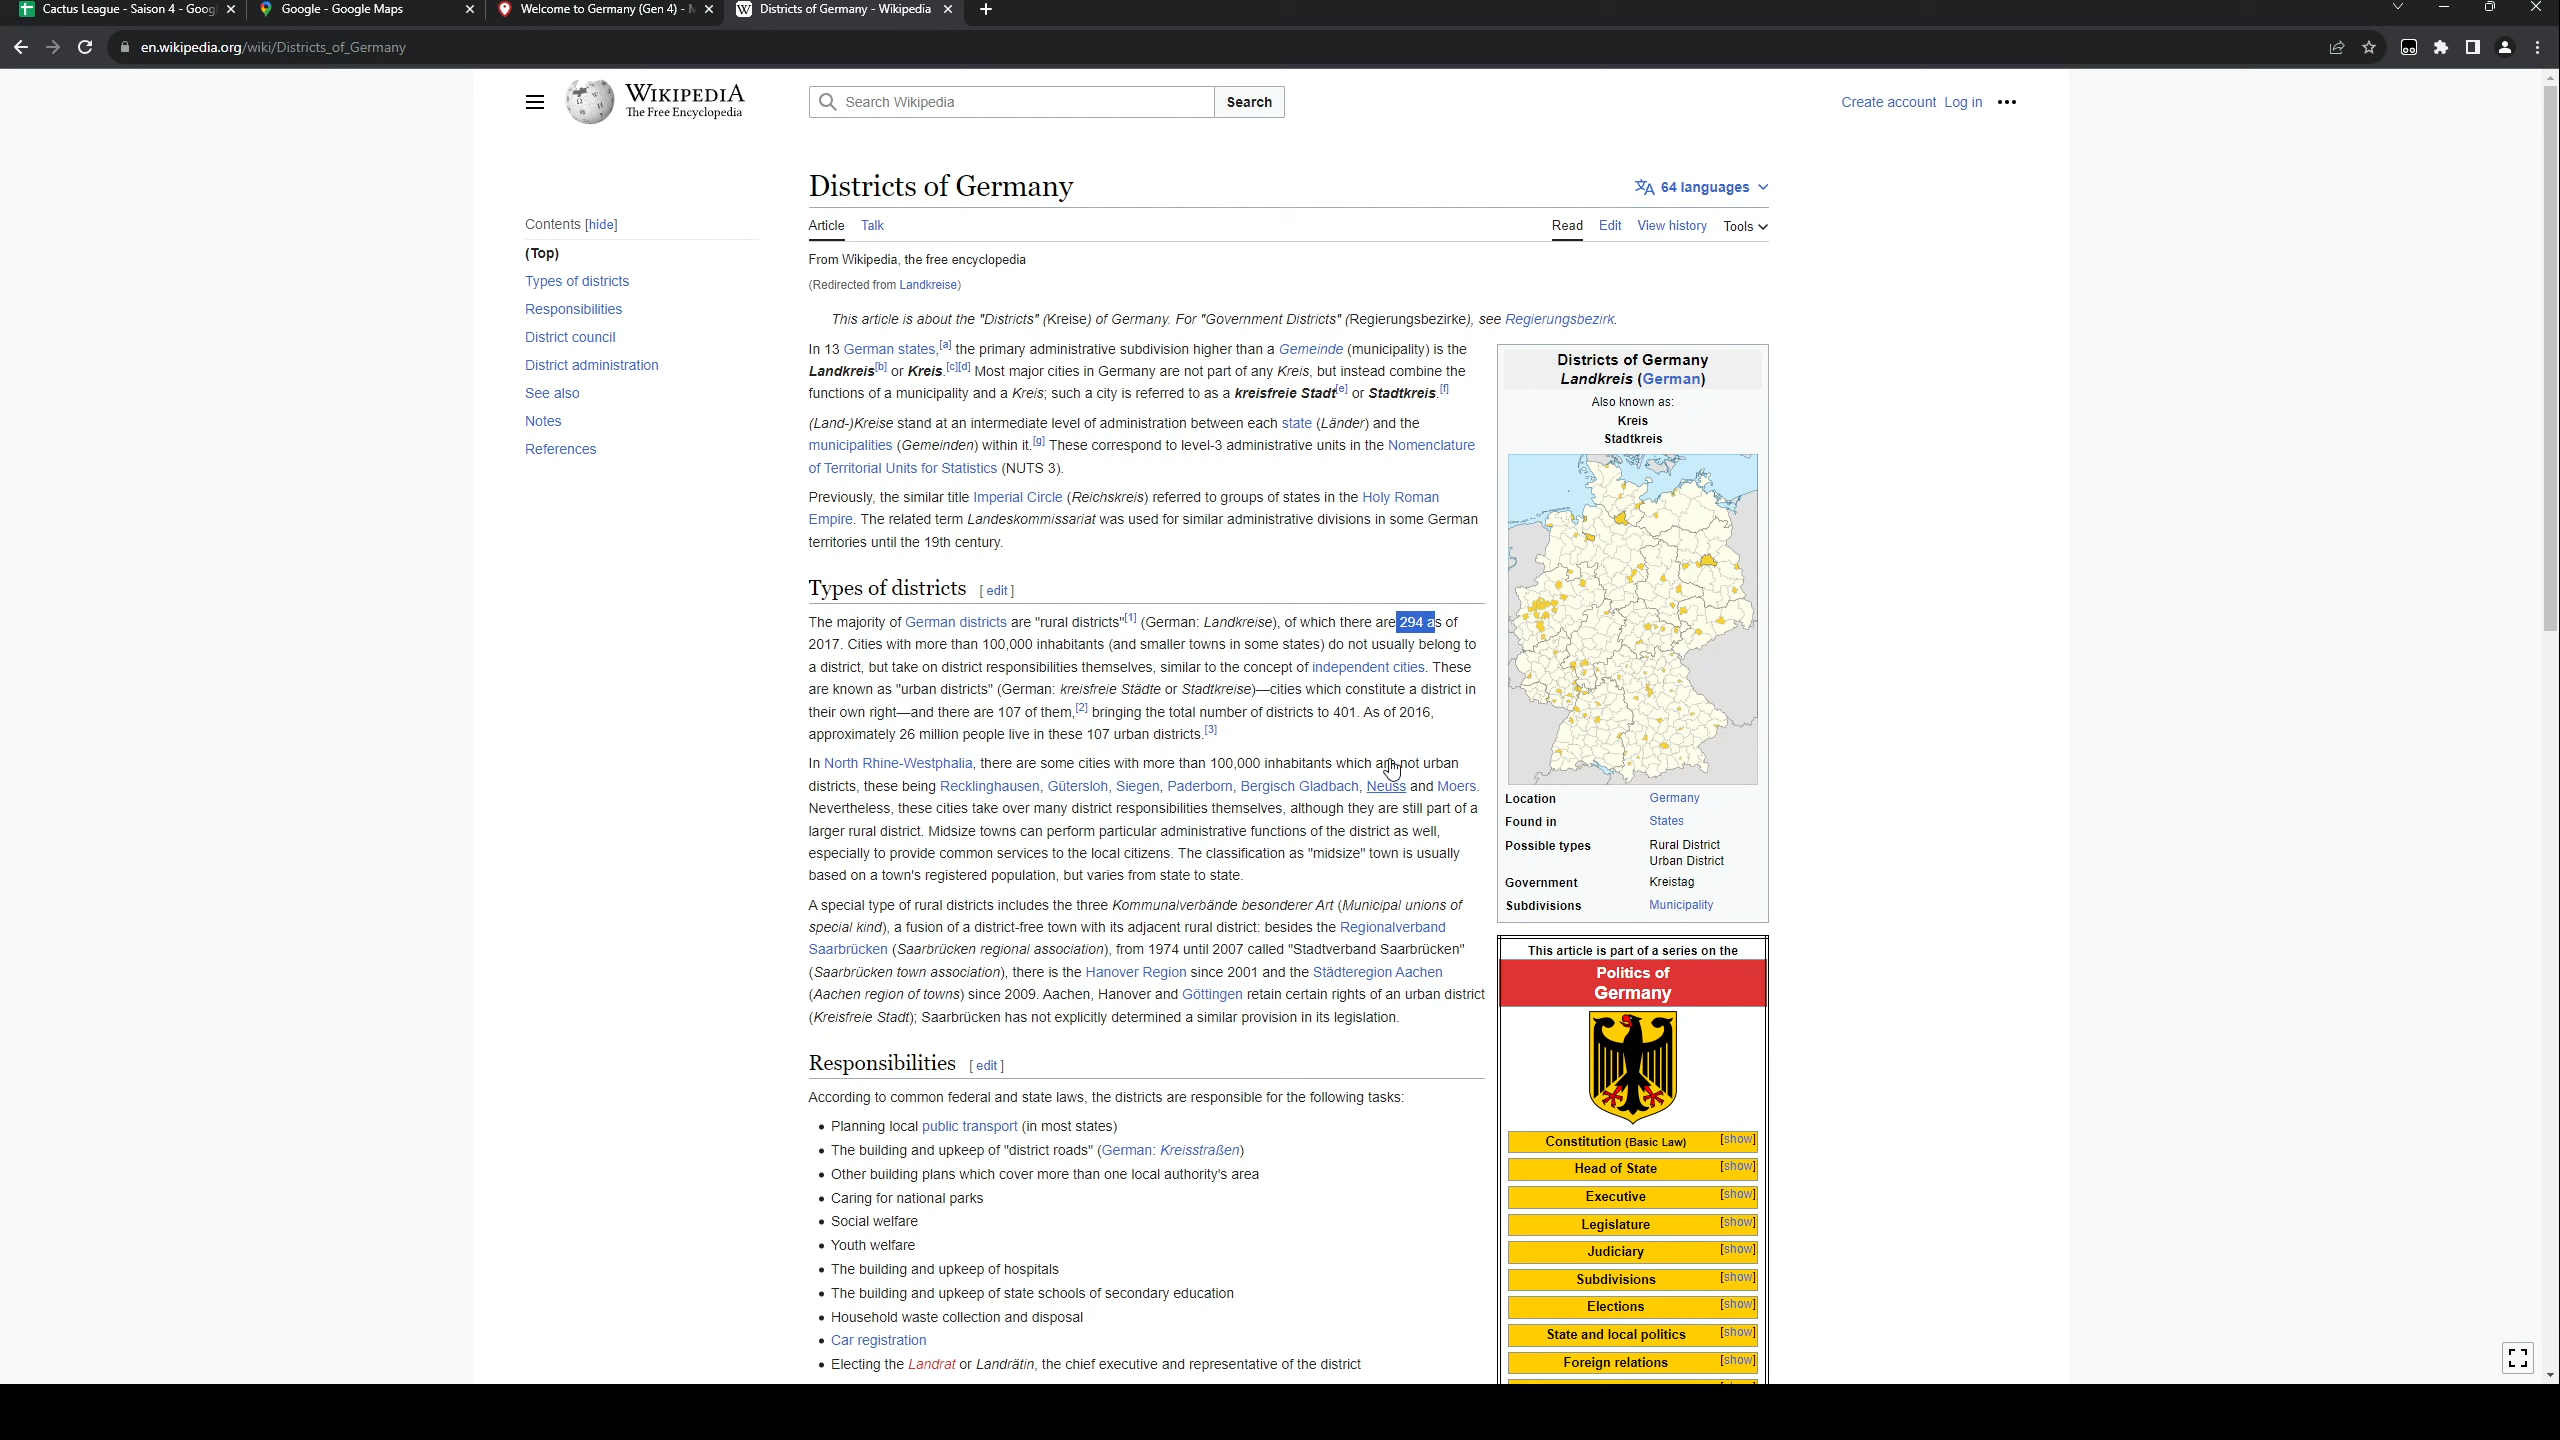 Cactus League - Saison 4 - Goog
Google - Google Maps
Welcome to Germany (Gen 4) -
Districts of Germany - Wikipedia
en.wikipedia.org/wiki/Districts_of_Germany
WIKIPEDIA
The Free Encyclopedia
Search Wikipedia
Search
Create account Log in
Contents [hide]
(Top)
Types of districts
Responsibilities
District council
District administration
See also
Notes
References
Districts of Germany
64 languages
Article Talk
Read Edit View history Tools
From Wikipedia, the free encyclopedia
(Redirected from Landkreise)
This article is about the "Districts" (Kreise) of Germany. For "Government Districts" (Regierungsbezirke), see Regierungsbezirk.
In 13 German states,[a] the primary administrative subdivision higher than a Gemeinde (municipality) is the
Landkreis[b] or Kreis.[c][d] Most major cities in Germany are not part of any Kreis, but instead combine the
functions of a municipality and a Kreis; such a city is referred to as a kreisfreie Stadt[e] or Stadtkreis.[f]
(Land-)Kreise stand at an intermediate level of administration between each state (Länder) and the
municipalities (Gemeinden) within it.[g] These correspond to level-3 administrative units in the Nomenclature
of Territorial Units for Statistics (NUTS 3).
Previously, the similar title Imperial Circle (Reichskreis) referred to groups of states in the Holy Roman
Empire. The related term Landeskommissariat was used for similar administrative divisions in some German
territories until the 19th century.
Types of districts [ edit ]
The majority of German districts are "rural districts"[1] (German: Landkreise), of which there are 294 as of
2017. Cities with more than 100,000 inhabitants (and smaller towns in some states) do not usually belong to
a district, but take on district responsibilities themselves, similar to the concept of independent cities. These
are known as "urban districts" (German: kreisfreie Städte or Stadtkreise)—cities which constitute a district in
their own right—and there are 107 of them,[2] bringing the total number of districts to 401. As of 2016,
approximately 26 million people live in these 107 urban districts.[3]
In North Rhine-Westphalia, there are some cities with more than 100,000 inhabitants which are not urban
districts, these being Recklinghausen, Gütersloh, Siegen, Paderborn, Bergisch Gladbach, Neuss and Moers.
Nevertheless, these cities take over many district responsibilities themselves, although they are still part of a
larger rural district. Midsize towns can perform particular administrative functions of the district as well,
especially to provide common services to the local citizens. The classification as "midsize" town is usually
based on a town's registered population, but varies from state to state.
A special type of rural districts includes the three Kommunalverbände besonderer Art (Municipal unions of
special kind), a fusion of a district-free town with its adjacent rural district: besides the Regionalverband
Saarbrücken (Saarbrücken regional association), from 1974 until 2007 called "Stadtverband Saarbrücken"
(Saarbrücken town association), there is the Hanover Region since 2001 and the Städteregion Aachen
(Aachen region of towns) since 2009. Aachen, Hanover and Göttingen retain certain rights of an urban district
(Kreisfreie Stadt); Saarbrücken has not explicitly determined a similar provision in its legislation.
Responsibilities [ edit ]
According to common federal and state laws, the districts are responsible for the following tasks:
• Planning local public transport (in most states)
• The building and upkeep of "district roads" (German: Kreisstraßen)
• Other building plans which cover more than one local authority's area
• Caring for national parks
• Social welfare
• Youth welfare
• The building and upkeep of hospitals
• The building and upkeep of state schools of secondary education
• Household waste collection and disposal
• Car registration
• Electing the Landrat or Landrätin, the chief executive and representative of the district
Districts of Germany
Landkreis (German)
Also known as:
Kreis
Stadtkreis
Location Germany
Found in States
Possible types Rural District
Urban District
Government Kreistag
Subdivisions Municipality
This article is part of a series on the
Politics of
Germany
Constitution (Basic Law) [show]
Head of State [show]
Executive [show]
Legislature [show]
Judiciary [show]
Subdivisions [show]
Elections [show]
State and local politics [show]
Foreign relations [show]